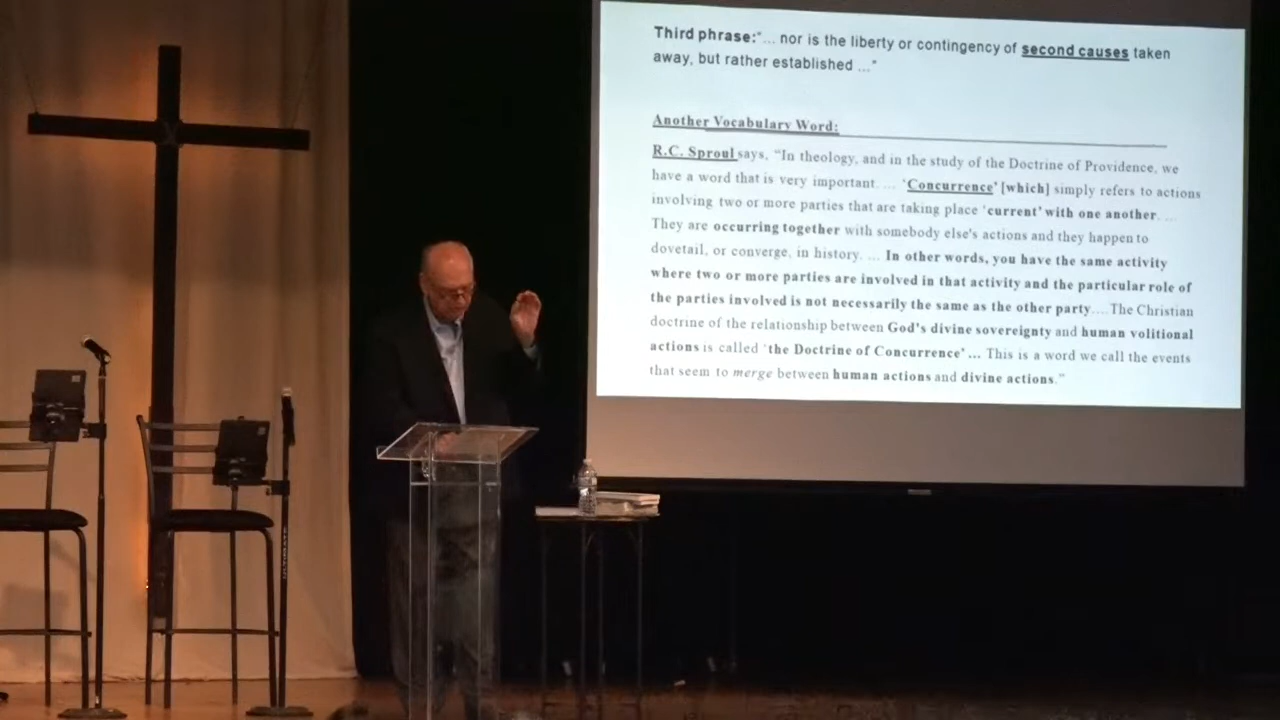 Third phrase:"... nor is the liberty or contingency of second causes taken
away, but rather established ..."
Another Vocabulary Word:
R.C. Sproul says, "In theology, and in the study of the Doctrine of Providence, we
have a word that is very important. ... 'Concurrence' [which] simply refers to actions
involving two or more parties that are taking place 'current' with one another. ...
They are occurring together with somebody else's actions and they happen to
dovetail, or converge, in history. ... In other words, you have the same activity
where two or more parties are involved in that activity and the particular role of
the parties involved is not necessarily the same as the other party.... The Christian
doctrine of the relationship between God's divine sovereignty and human volitional
actions is called 'the Doctrine of Concurrence' ... This is a word we call the events
that seem to merge between human actions and divine actions."
ULTIMATE